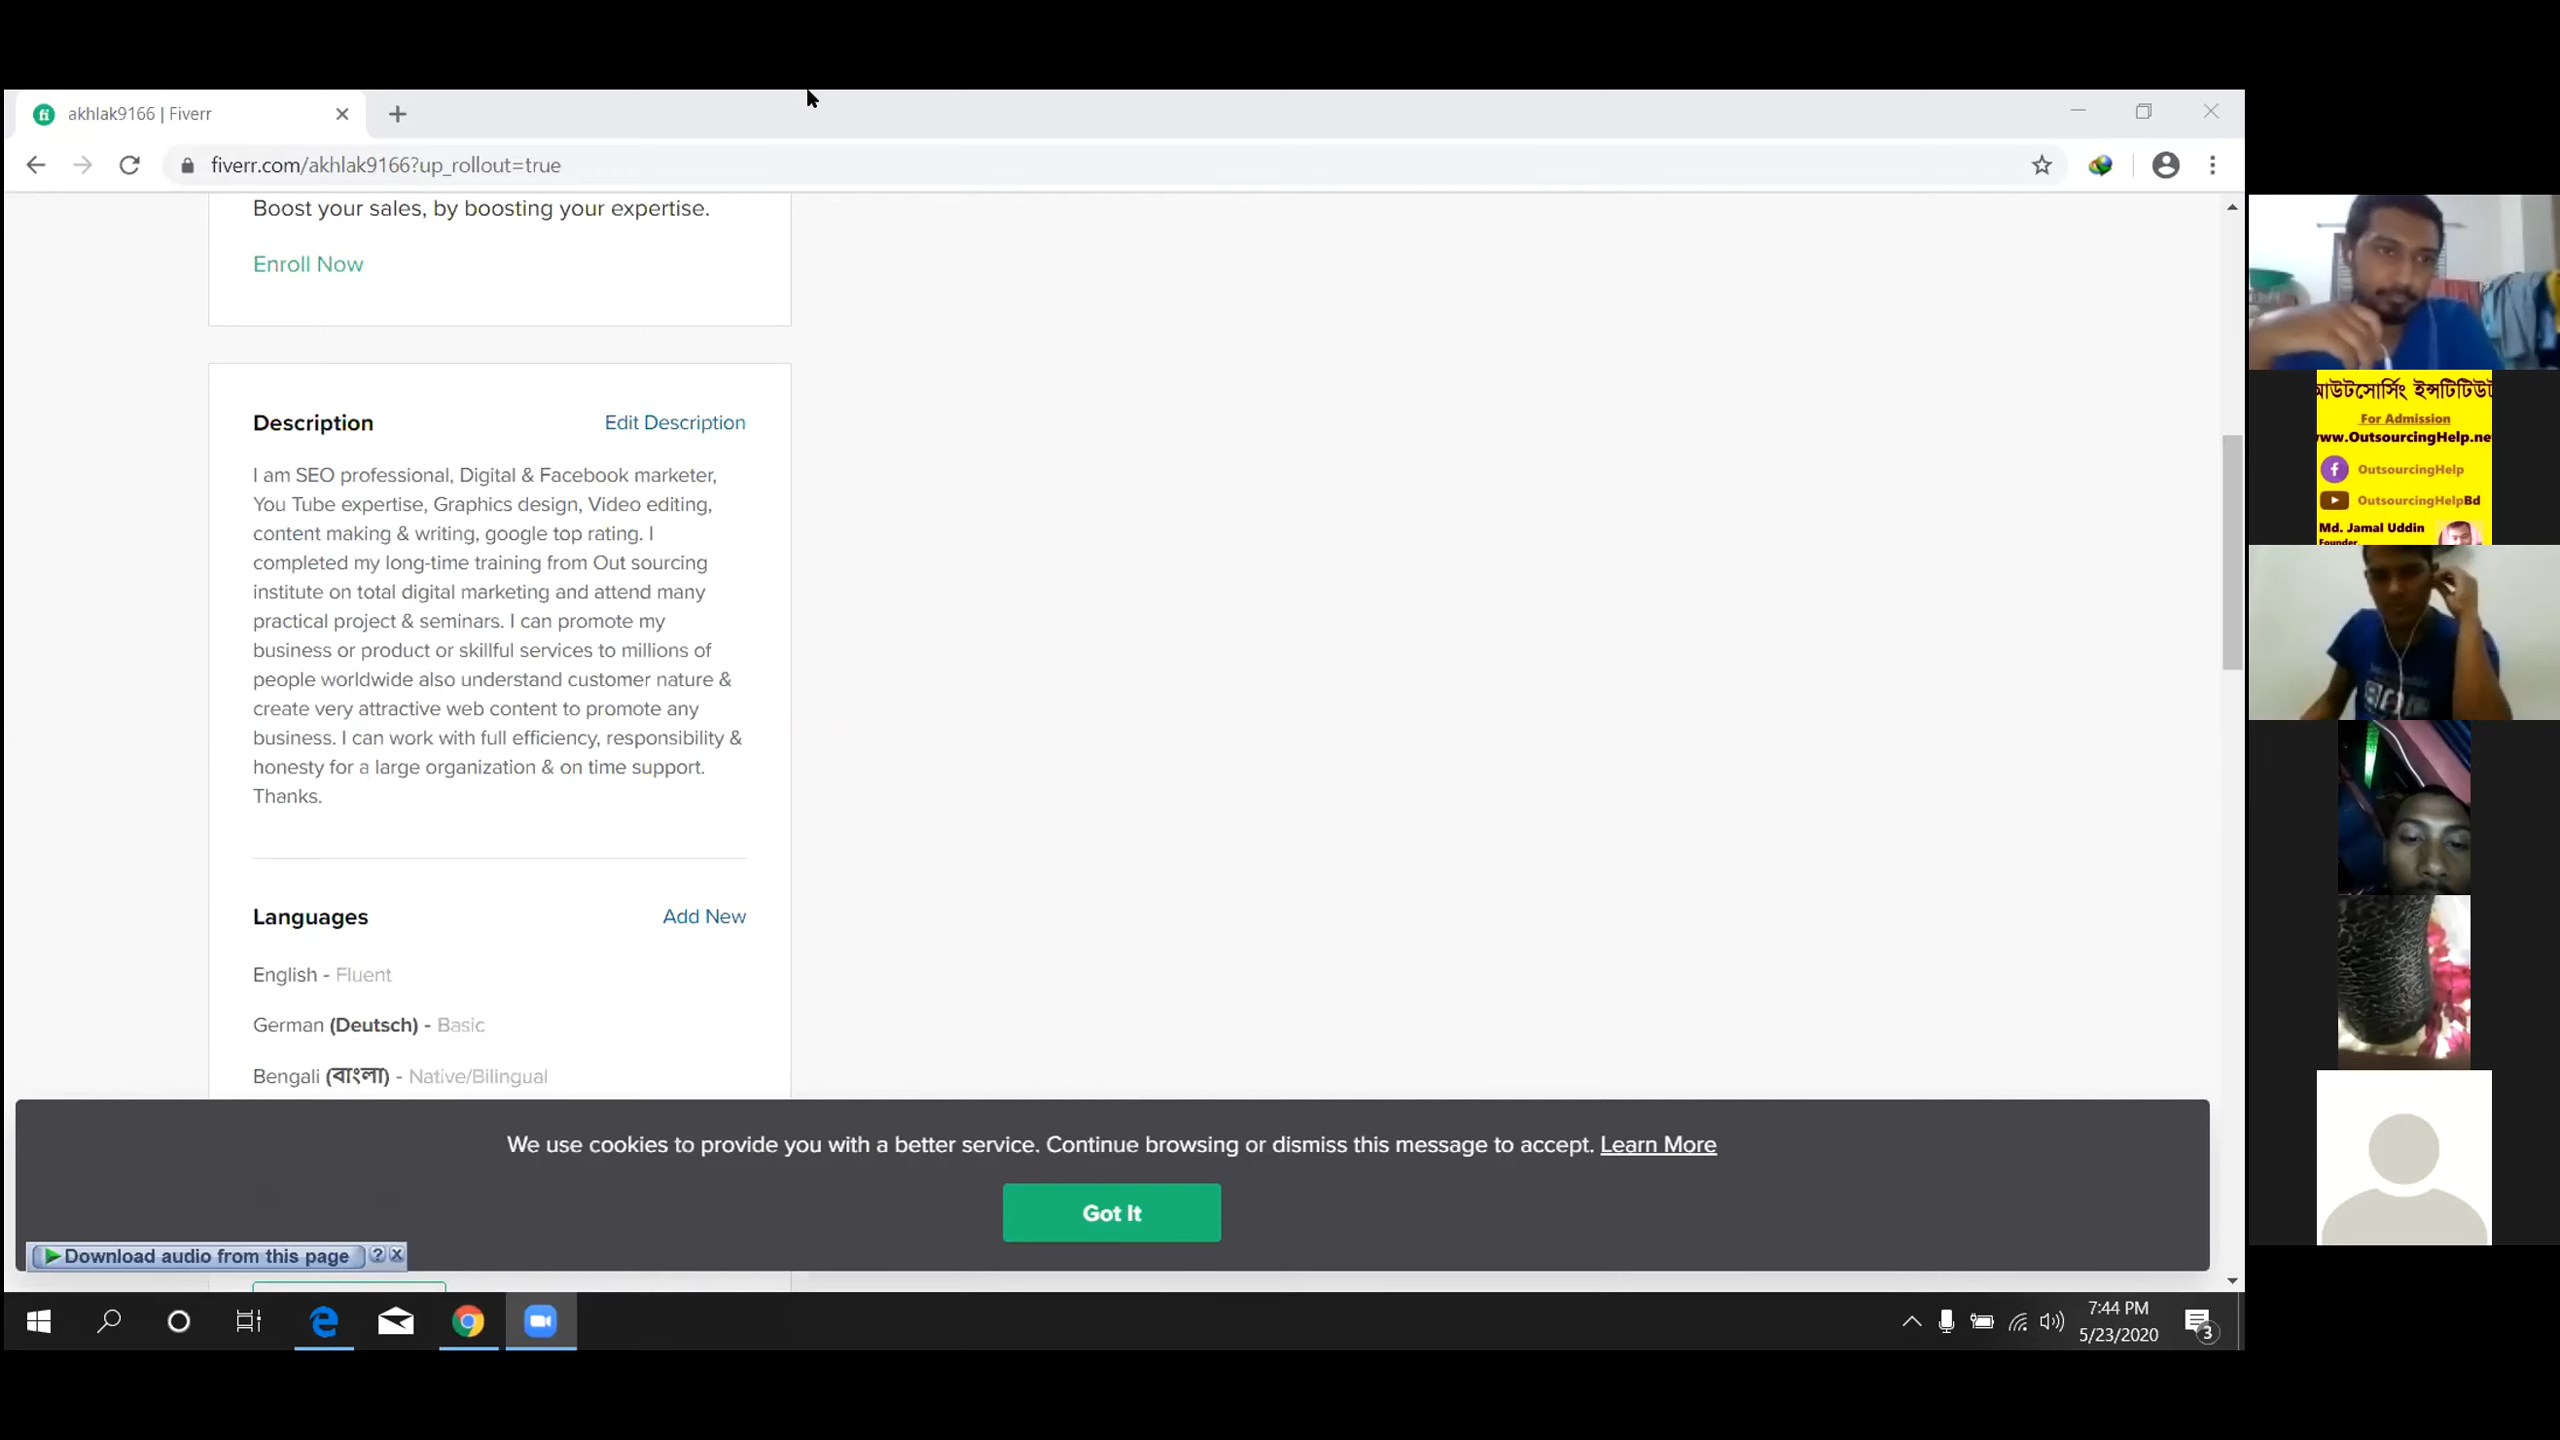 akhlak9166 | Fiverr
fiverr.com/akhlak9166?up_rollout=true
Boost your sales, by boosting your expertise.
Enroll Now
Description
Edit Description
I am SEO professional, Digital & Facebook marketer,
You Tube expertise, Graphics design, Video editing,
content making & writing, google top rating. I
completed my long-time training from Out sourcing
institute on total digital marketing and attend many
practical project & seminars. I can promote my
business or product or skillful services to millions of
people worldwide also understand customer nature &
create very attractive web content to promote any
business. I can work with full efficiency, responsibility &
honesty for a large organization & on time support.
Thanks.
Languages
Add New
English - Fluent
German (Deutsch) - Basic
Bengali (বাংলা) - Native/Bilingual
We use cookies to provide you with a better service. Continue browsing or dismiss this message to accept. Learn More
Got It
Download audio from this page
7:44 PM
5/23/2020
3
আউটসোর্সিং ইন্সটিটিউট
For Admission
www.OutsourcingHelp.ne
OutsourcingHelp
OutsourcingHelpBd
Md. Jamal Uddin
Founder